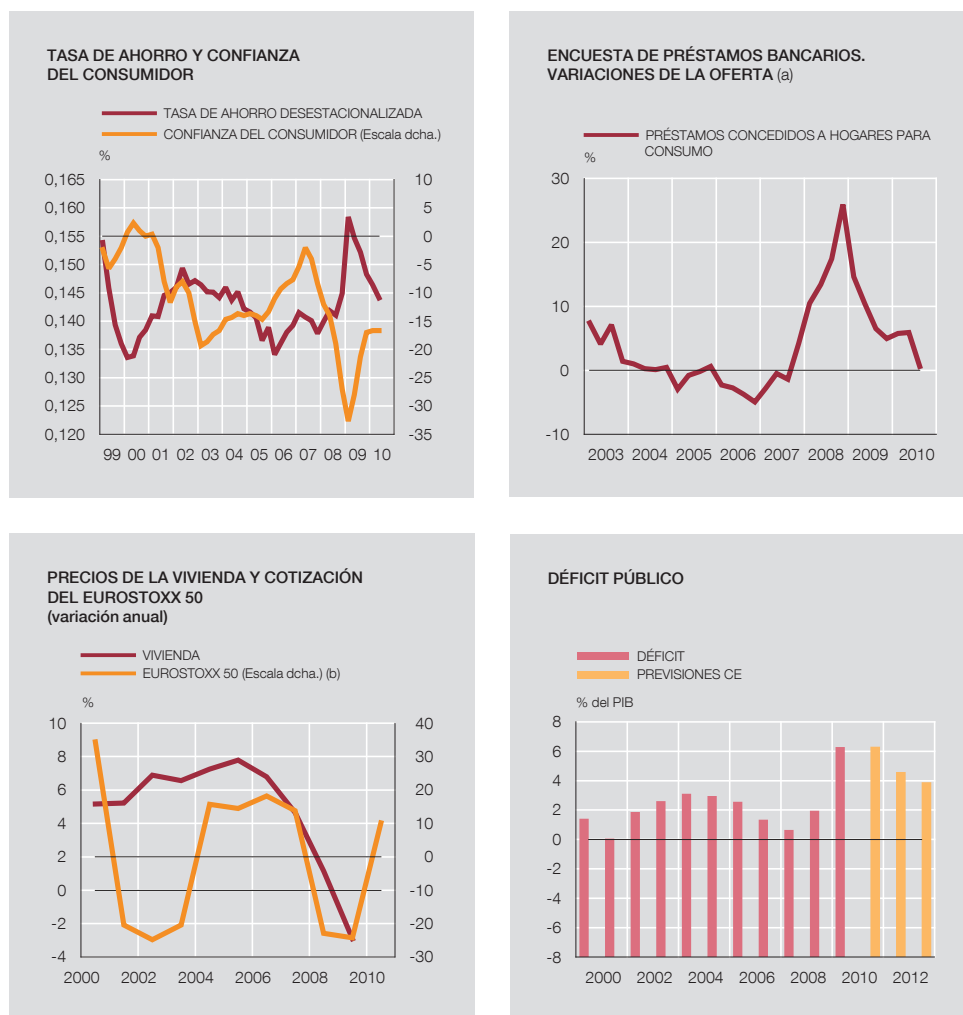 TASA DE AHORRO Y CONFIANZA
DEL CONSUMIDOR
TASA DE AHORRO DESESTACIONALIZADA
CONFIANZA DEL CONSUMIDOR (Escala dcha.)
%
0,165 10
0,160 5
0,155 0
0,150 -5
0,145 -10
0,140 -15
0,135 -20
0,130 -25
0,125 -30
0,120 -35
99 00 01 02 03 04 05 06 07 08 09 10
ENCUESTA DE PRÉSTAMOS BANCARIOS.
VARIACIONES DE LA OFERTA (a)
PRÉSTAMOS CONCEDIDOS A HOGARES PARA
CONSUMO
%
30
20
10
0
-10
2003 2004 2005 2006 2007 2008 2009 2010
PRECIOS DE LA VIVIENDA Y COTIZACIÓN
DEL EUROSTOXX 50
(variación anual)
VIVIENDA
EUROSTOXX 50 (Escala dcha.) (b)
%
10 40
8 30
6 20
4 10
2 0
0 -10
-2 -20
-4 -30
2000 2002 2004 2006 2008 2010
DÉFICIT PÚBLICO
DÉFICIT
PREVISIONES CE
% del PIB
8
6
4
2
0
-2
-4
-6
-8
2000 2002 2004 2006 2008 2010 2012